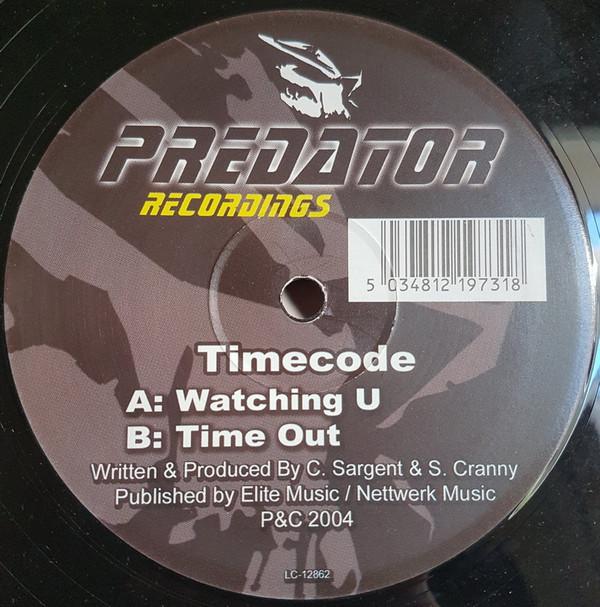 PREDATOR
RECORDINGS
5 034812 197318
Timecode
A: Watching U
B: Time Out
Written & Produced By C. Sargent & S. Cranny
Published by Elite Music / Nettwerk Music
P&C 2004
LC-12862